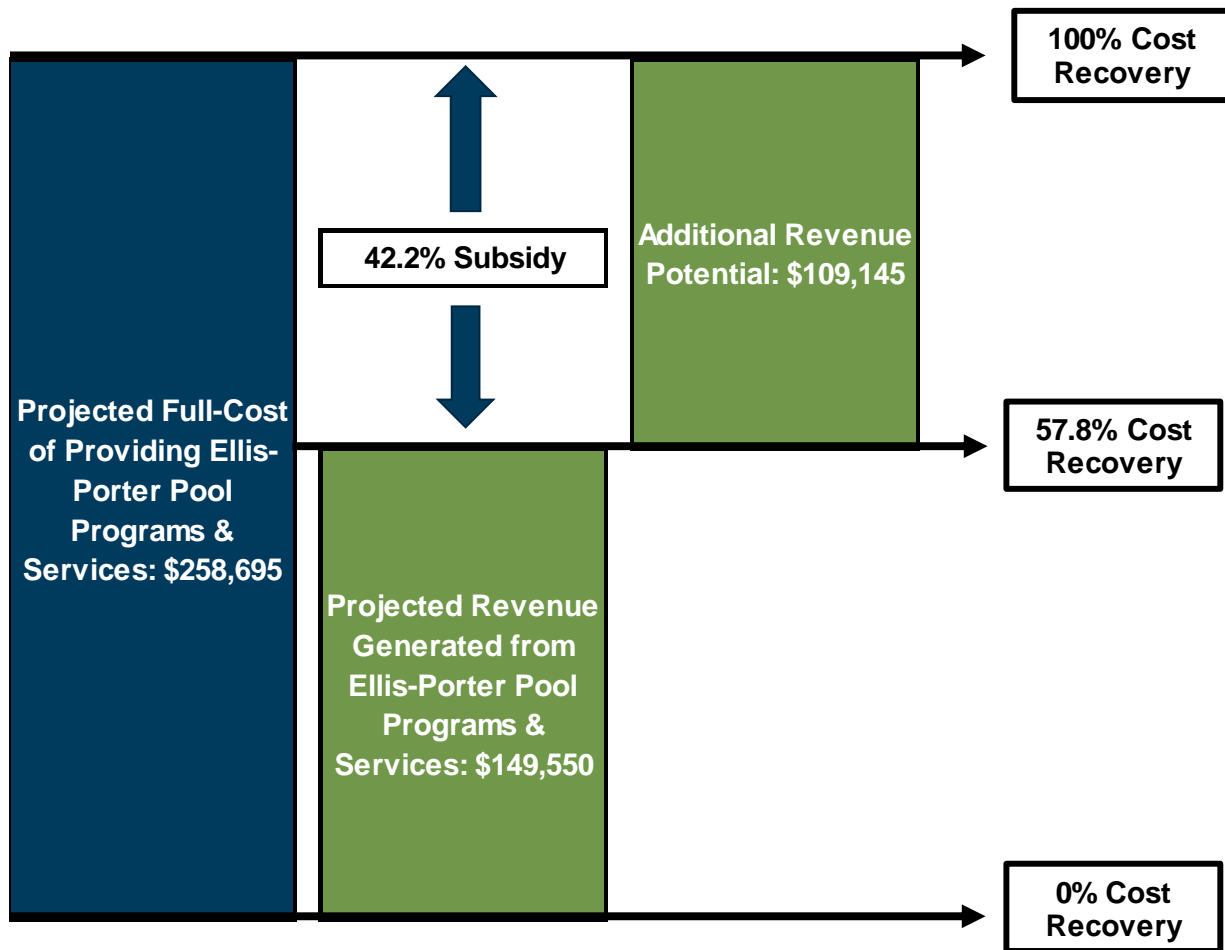 100% Cost
Recovery
42.2% Subsidy
Additional Revenue
Potential: $109,145
Projected Full-Cost
of Providing Ellis-
Porter Pool
Programs &
Services: $258,695
57.8% Cost
Recovery
Projected Revenue
Generated from
Ellis-Porter Pool
Programs &
Services: $149,550
0% Cost
Recovery